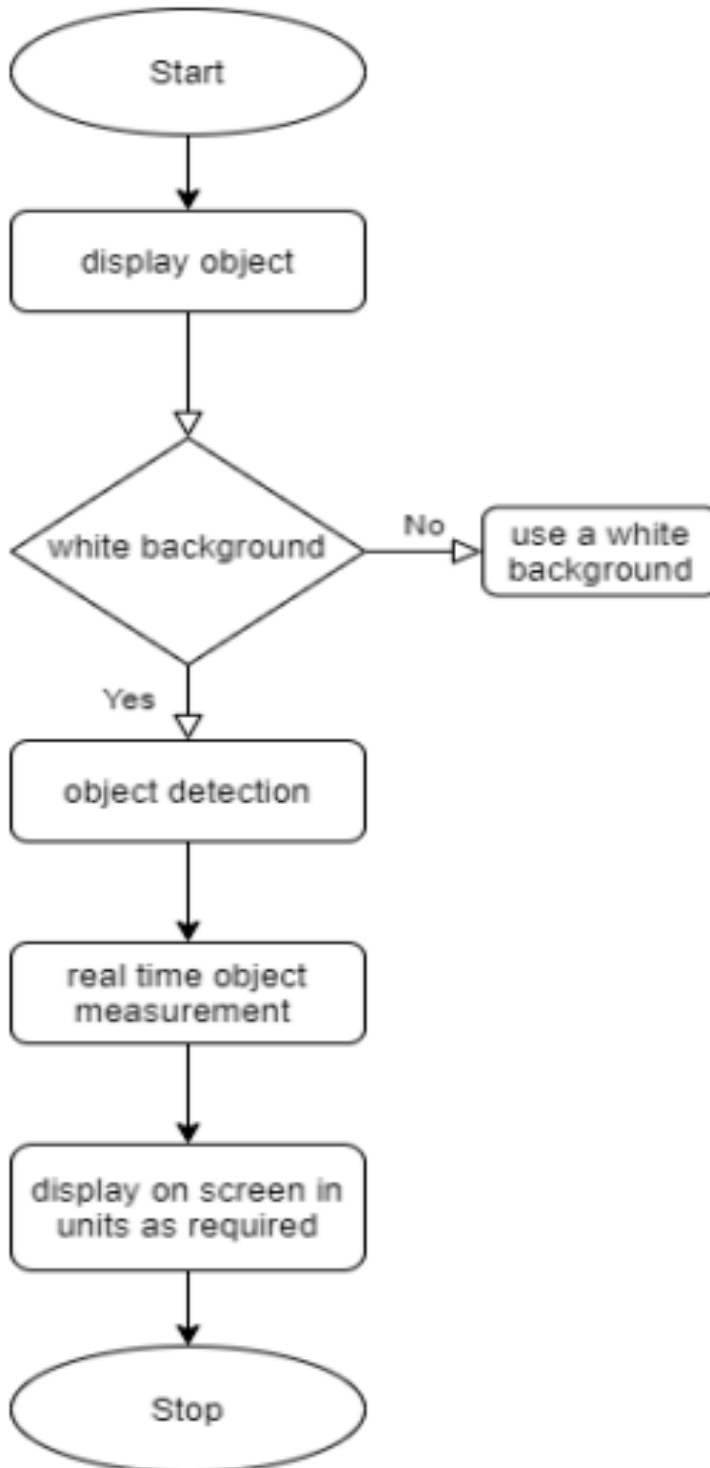 Start
display object
white background
No
use a white
background
Yes
object detection
real time object
measurement
display on screen in
units as required
Stop